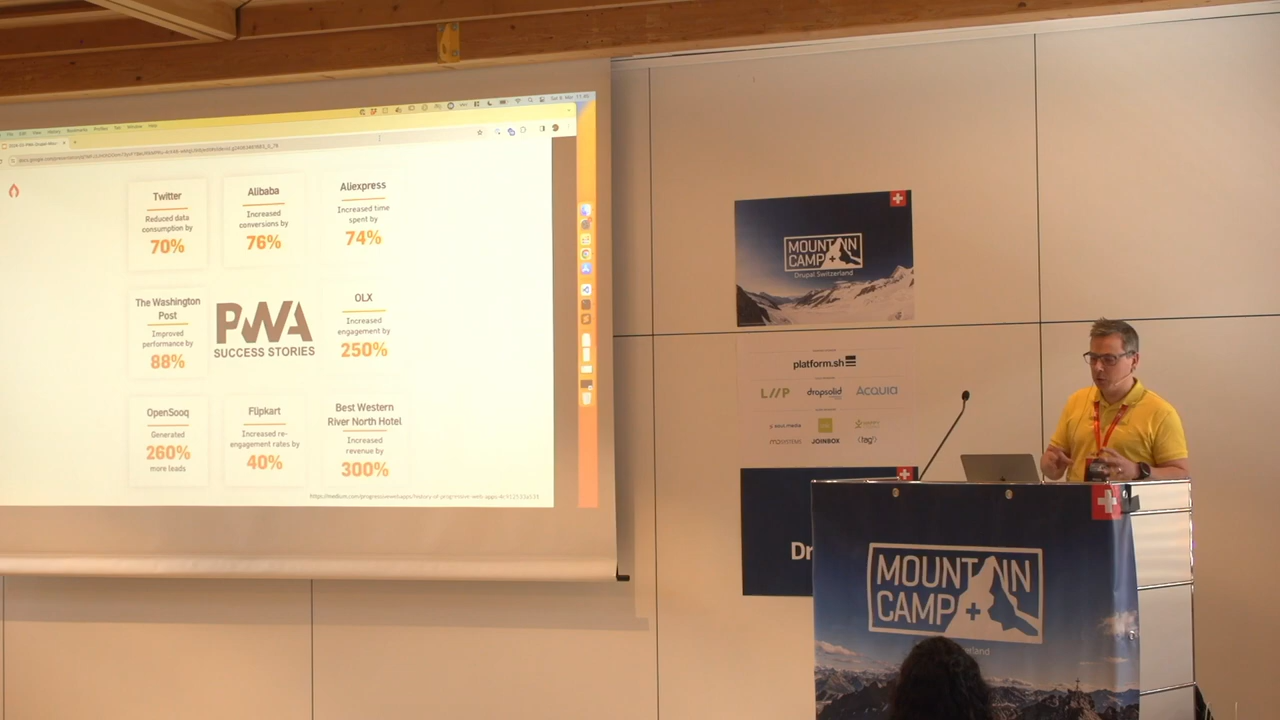 Twitter
Reduced data
consumption by
70%
Alibaba
Increased
conversions by
76%
Aliexpress
Increased time
spent by
74%
The Washington
Post
Improved
performance by
88%
PWA
SUCCESS STORIES
OLX
Increased
engagement by
250%
OpenSooq
Generated
260%
more leads
Flipkart
Increased re-
engagement rates by
40%
Best Western
River North Hotel
Increased
revenue by
300%
MOUNTAIN
CAMP
Drupal Switzerland
platform.sh
LIIP
dropsolid
ACQUIA
JOINBOX
Dr
MOUNTAIN
CAMP
erland